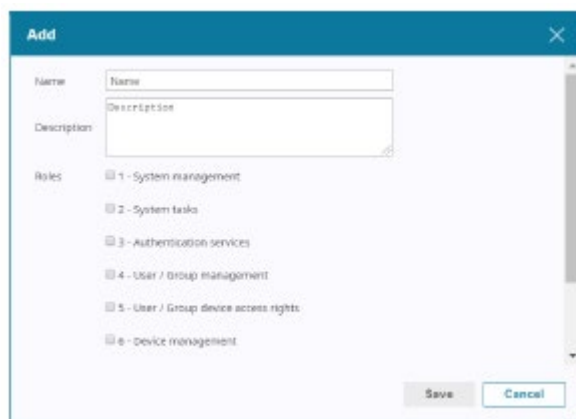 Add
Name Name
Description Description
Roles 1 - System management
2 - System tasks
3 - Authentication services
4 - User / Group management
5 - User / Group device access rights
6 - Device management
Save Cancel